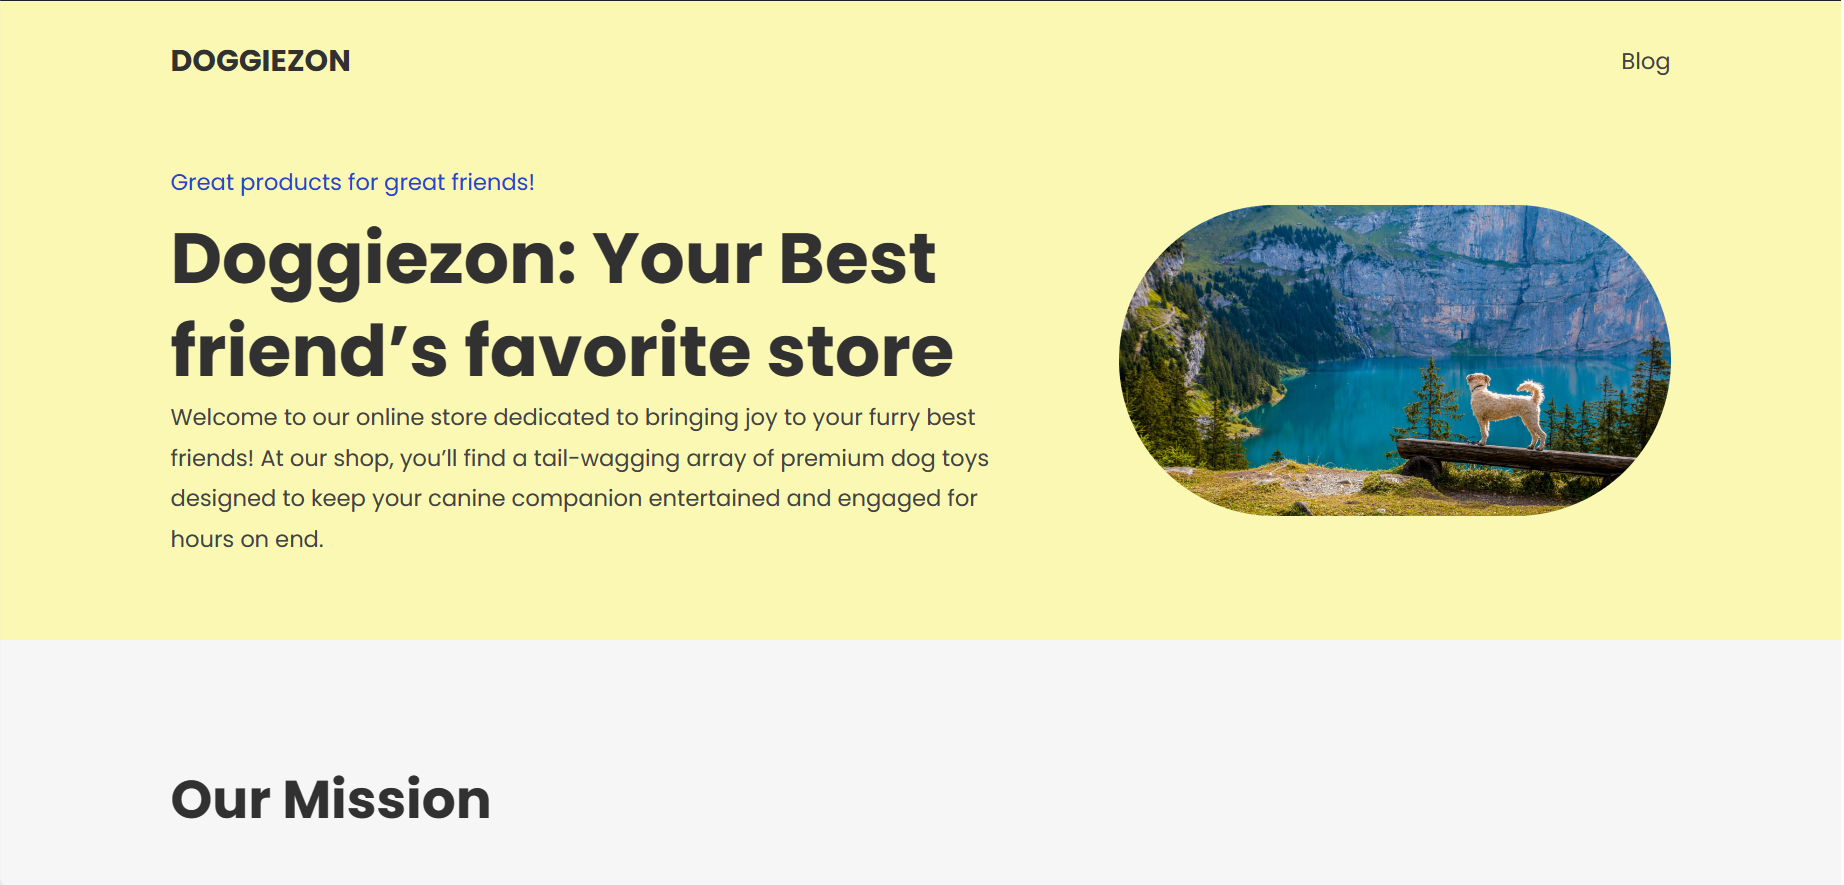 DOGGIEZON
Blog
Great products for great friends!
Doggiezon: Your Best
friend’s favorite store
Welcome to our online store dedicated to bringing joy to your furry best
friends! At our shop, you’ll find a tail-wagging array of premium dog toys
designed to keep your canine companion entertained and engaged for
hours on end.
Our Mission